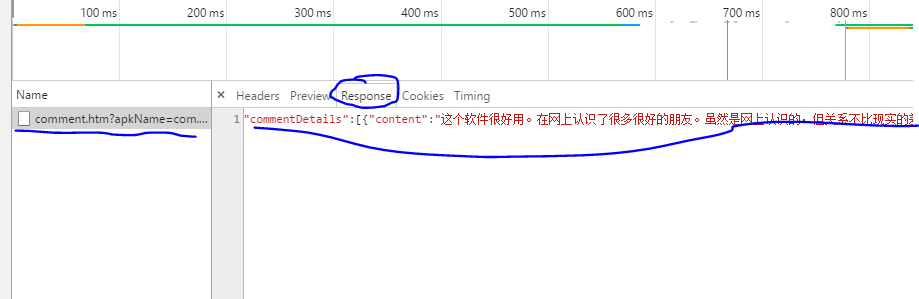 100 ms 200 ms 300 ms 400 ms 500 ms 600 ms 700 ms 800 ms
Name
× Headers Preview Response Cookies Timing
comment.htm?apkName=com....
1 "commentDetails":[{"content":"这个软件很好用。在网上认识了很多很好的朋友。虽然是网上认识的，但关系不比现实的